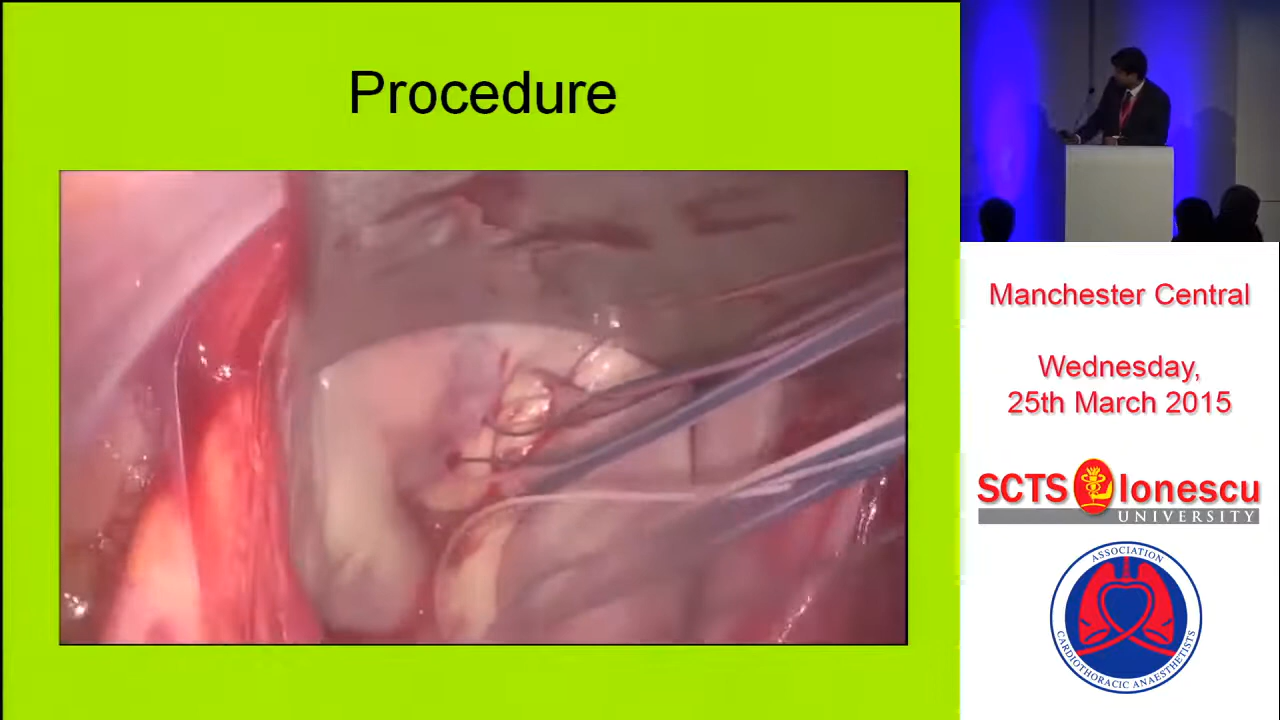 Procedure
Manchester Central
Wednesday,
25th March 2015
SCTS Ionescu
UNIVERSITY
ASSOCIATION
CARDIOTHORACIC ANAESTHETISTS